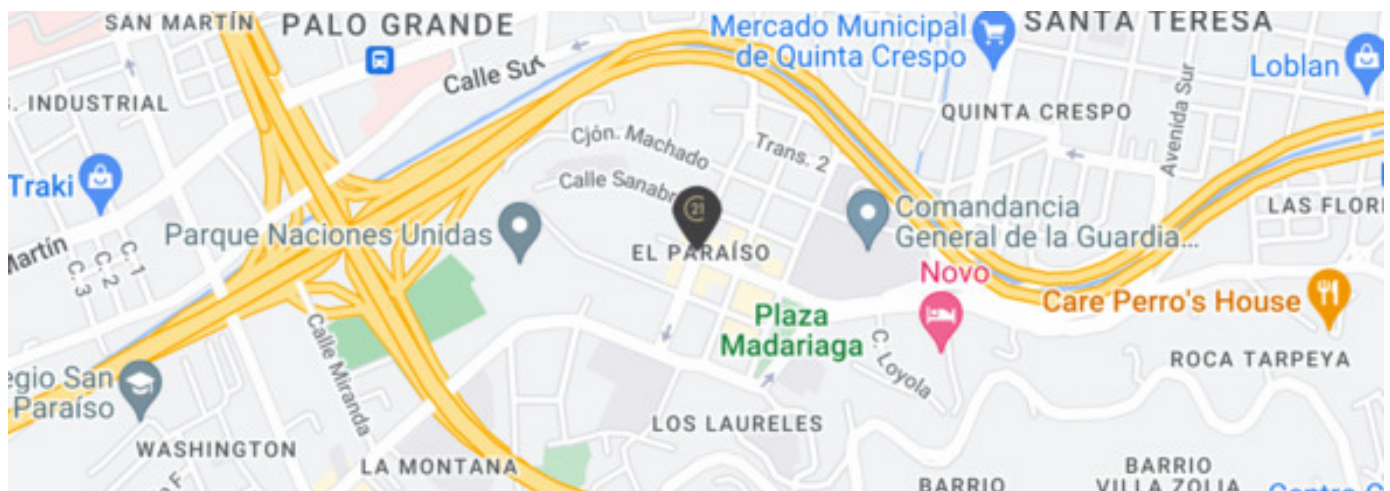 SAN MARTÍN
PALO GRANDE
Mercado Municipal
de Quinta Crespo
SANTA TERESA
Loblan
Calle Sur
INDUSTRIAL
QUINTA CRESPO
Avenida Sur
Cjón. Machado
Trans. 2
Traki
Calle Sanabr
21
Comandancia
General de la Guardia...
LAS FLORI
Parque Naciones Unidas
EL PARAÍSO
Martín
C. 1
C. 2
C. 3
Novo
Care Perro's House
Plaza
Madariaga
C. Loyola
ROCA TARPEYA
Calle Miranda
egio San
Paraíso
LOS LAURELES
WASHINGTON
LA MONTANA
BARRIO
BARRIO
VILLA ZOLIA